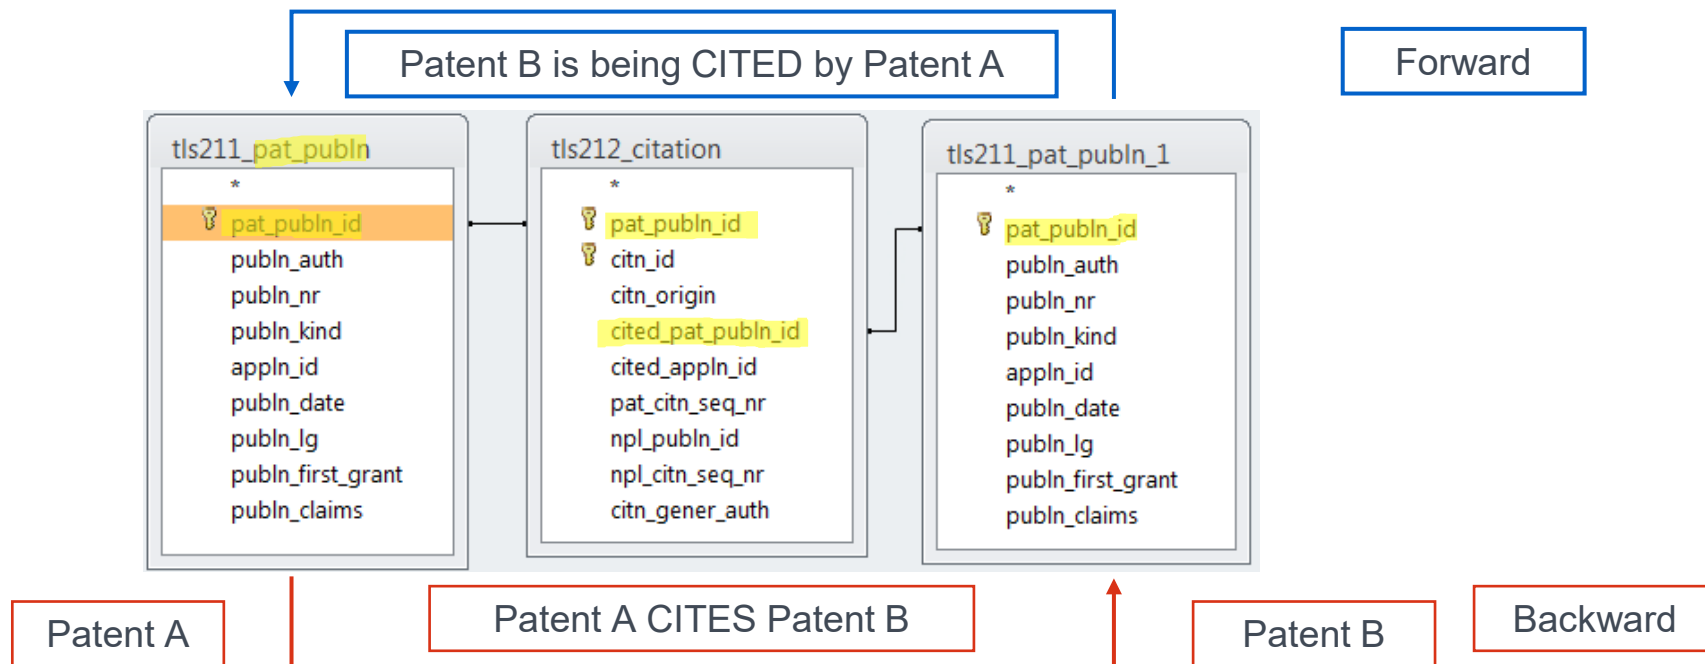 Patent B is being CITED by Patent A
Forward
tls211_pat_publn
*
pat_publn_id
publn_auth
publn_nr
publn_kind
appln_id
publn_date
publn_lg
publn_first_grant
publn_claims
tls212_citation
*
pat_publn_id
citn_id
citn_origin
cited_pat_publn_id
cited_appln_id
pat_citn_seq_nr
npl_publn_id
npl_citn_seq_nr
citn_gener_auth
tls211_pat_publn_1
*
pat_publn_id
publn_auth
publn_nr
publn_kind
appln_id
publn_date
publn_lg
publn_first_grant
publn_claims
Patent A
Patent A CITES Patent B
Patent B
Backward